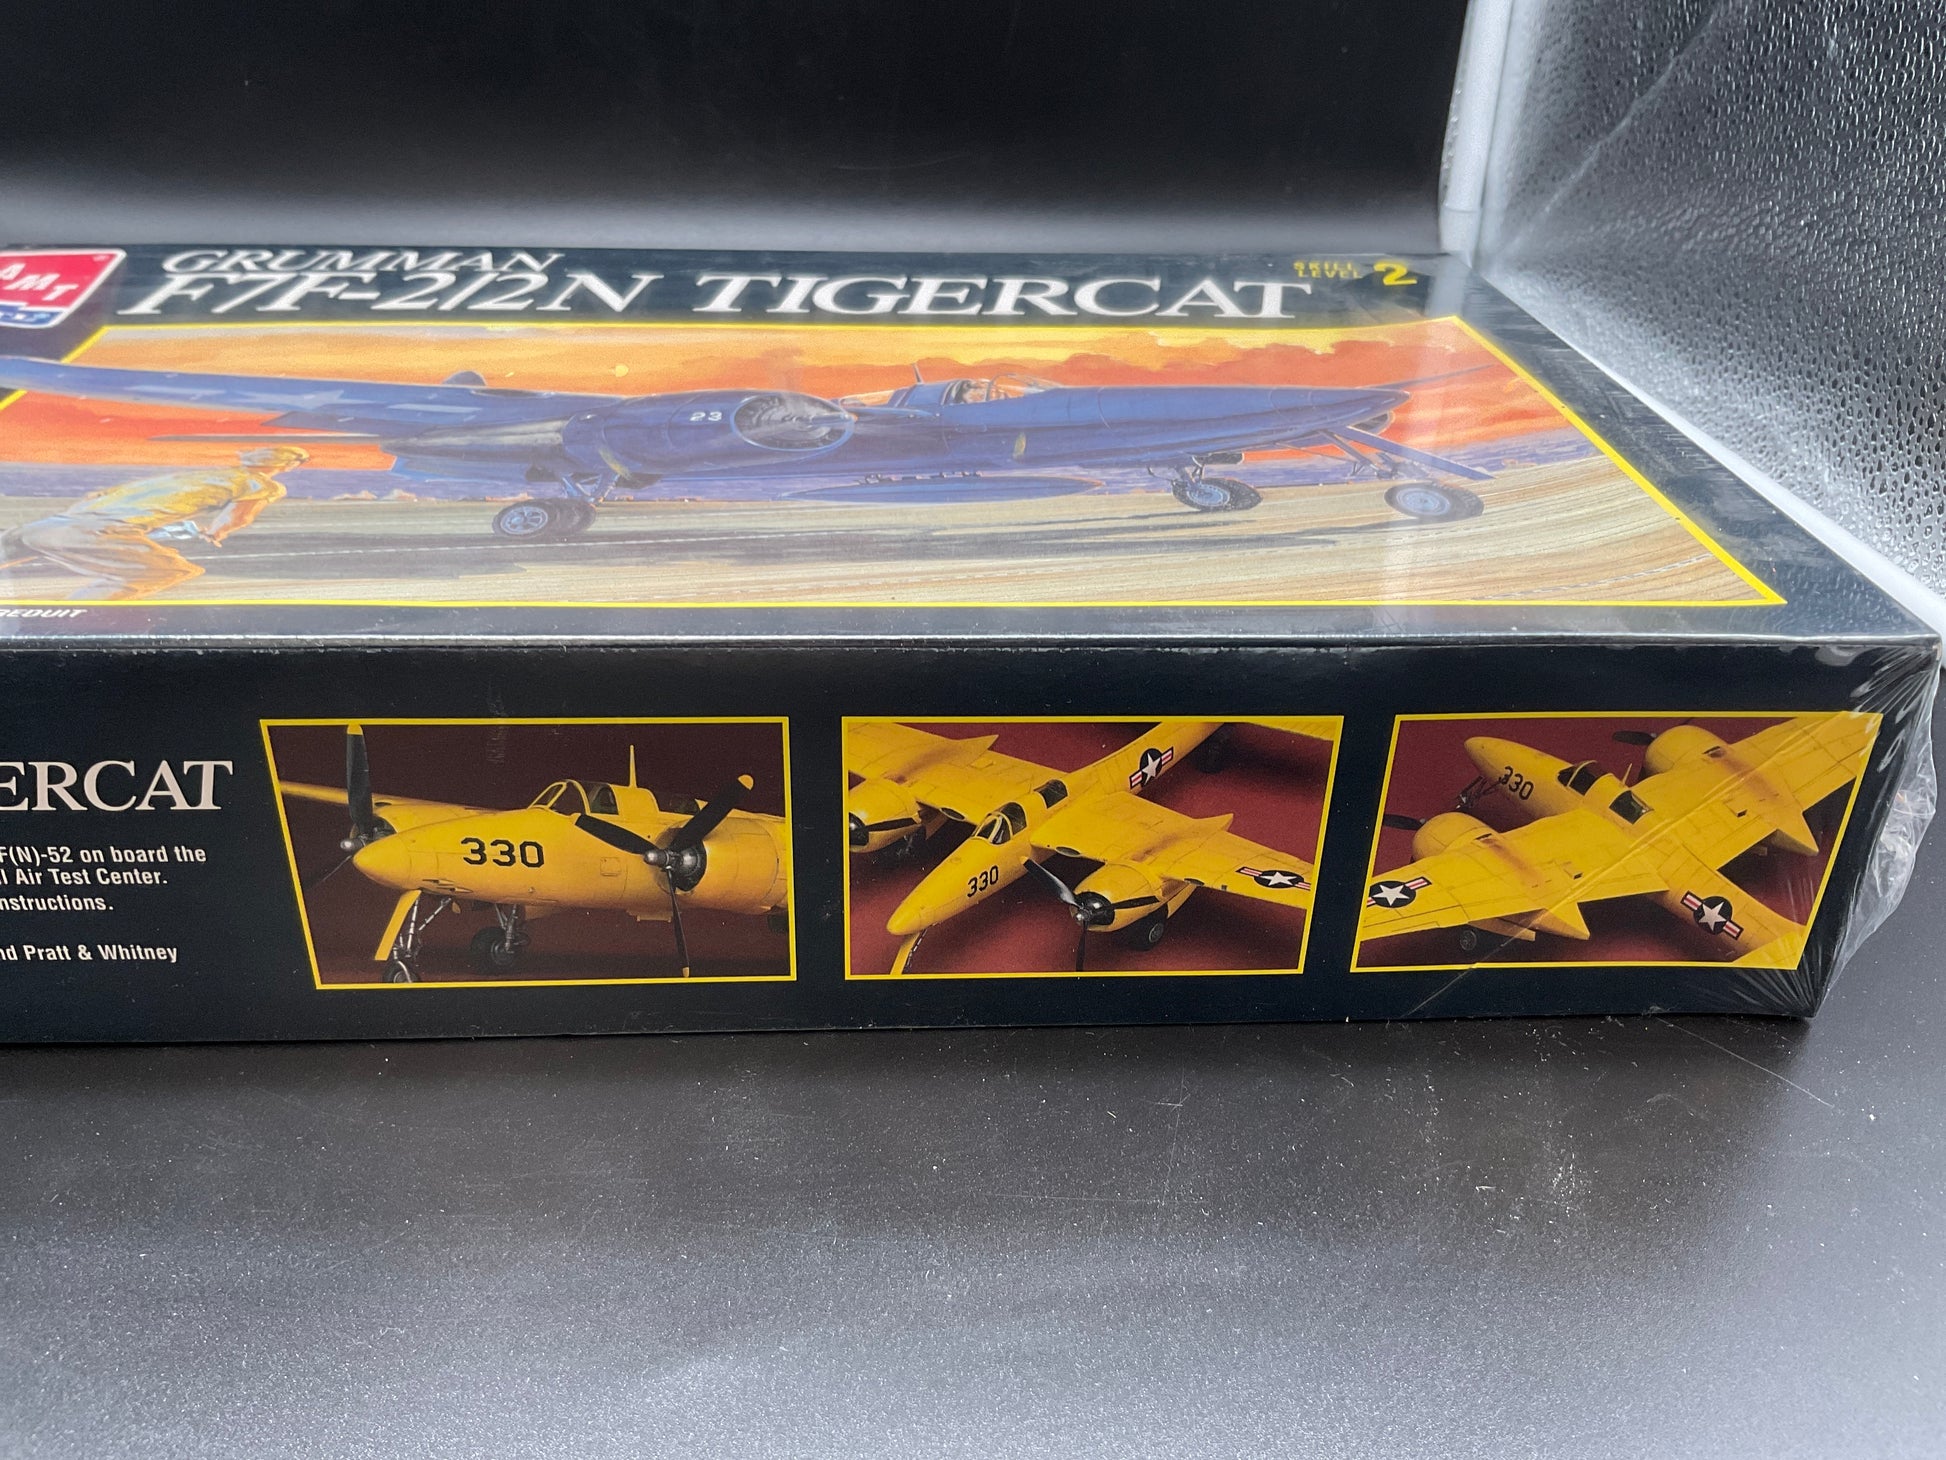 AMT
GRUMMAN
F7F-2/2N TIGERCAT
SKILL
LEVEL 2
23
REDUIT
ERCAT
F(N)-52 on board the
l Air Test Center.
nstructions.
nd Pratt & Whitney
330
330
330